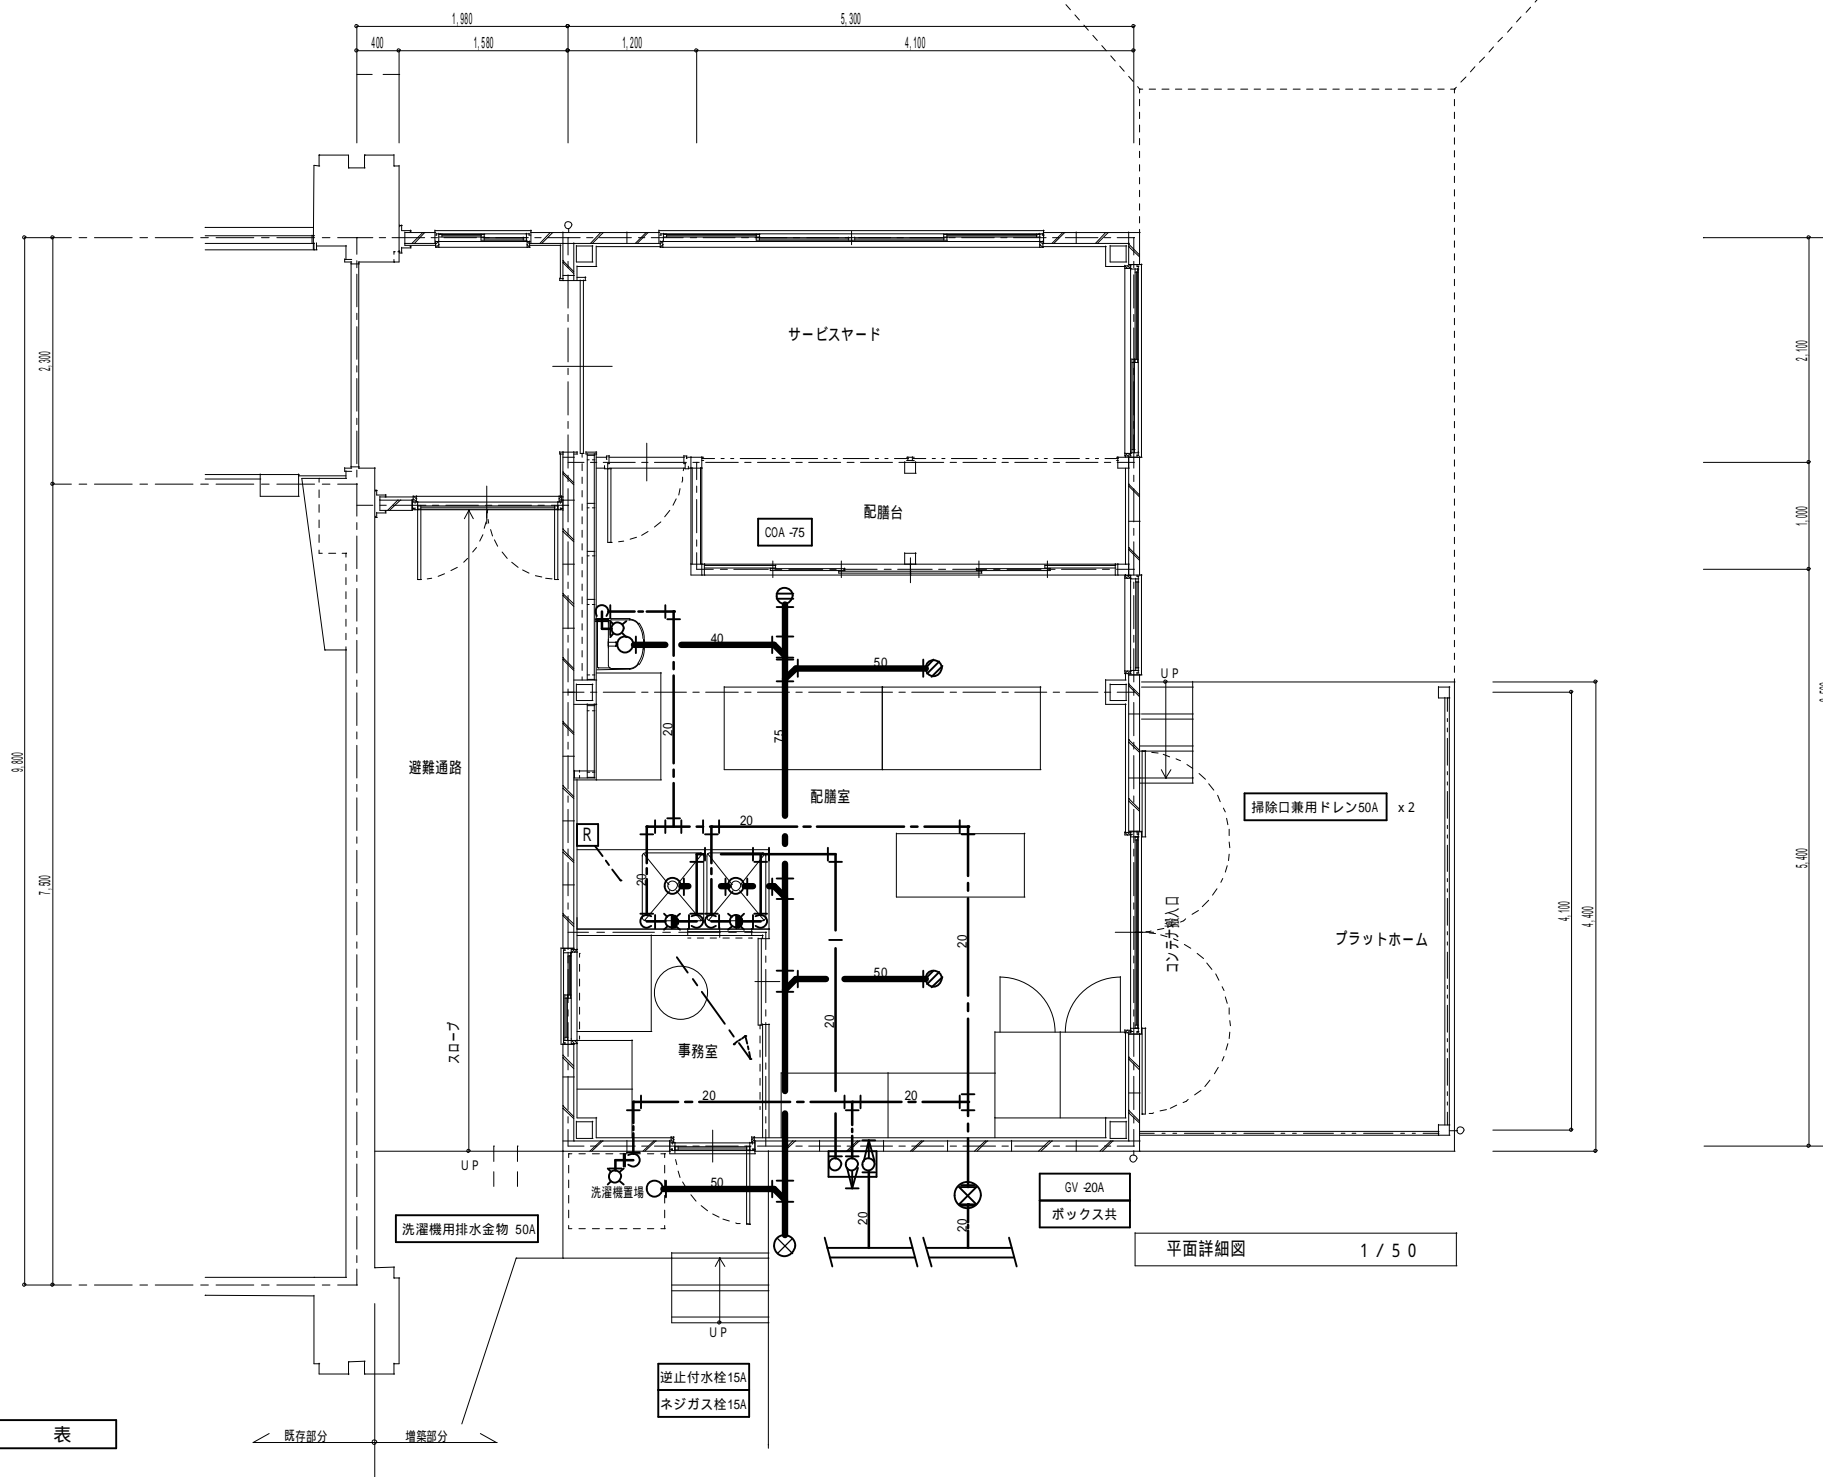 1,980
5,300
400
1,580
1,200
4,100
サービスヤード
2,300
2,100
配膳台
COA -75
1,000
40
50
UP
20
75
9,800
避難通路
配膳室
掃除口兼用ドレン50A x2
R
20
20
7,500
5,400
4,100
4,400
コンテナ搬入口
プラットホーム
20
50
20
スロープ
事務室
20
20
UP
洗濯機置場
50
GV -20A
ボックス共
洗濯機用排水金物 50A
20
20
平面詳細図 1/50
UP
逆止付水栓15A
ネジガス栓15A
表
既存部分
増築部分